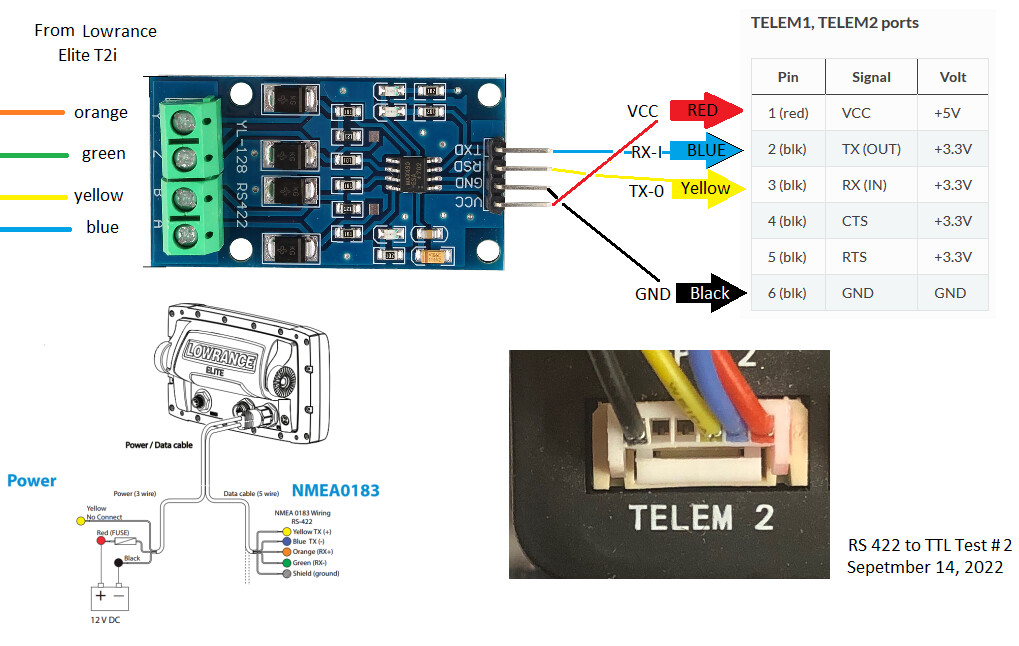 From Lowrance
Elite T2i
orange
green
yellow
blue
Y
Z
B
A
YL-128 RS422
TXD
RSD
GND
VCC
VCC RED
RX-I BLUE
TX-0 Yellow
GND Black
TELEM1, TELEM2 ports
Pin Signal Volt
1 (red) VCC +5V
2 (blk) TX (OUT) +3.3V
3 (blk) RX (IN) +3.3V
4 (blk) CTS +3.3V
5 (blk) RTS +3.3V
6 (blk) GND GND
LOWRANCE
ELITE
Power / Data cable
Power
NMEA0183
Power (3 wire)
Data cable (5 wire)
Yellow
No Connect
Red (FUSE)
Black
+ −
12 V DC
NMEA 0183 Wiring
RS-422
Yellow TX (+)
Blue TX (-)
Orange (RX+)
Green (RX-)
Shield (ground)
2
TELEM 2
RS 422 to TTL Test # 2
Sepetmber 14, 2022